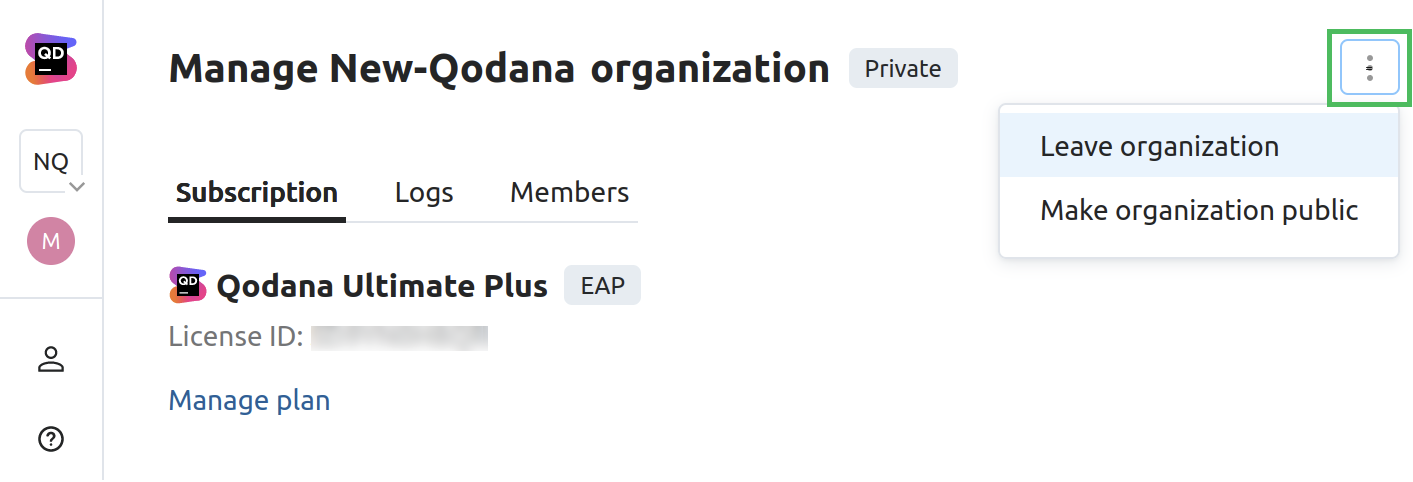 QD
Manage New-Qodana organization Private
NQ
Leave organization
Subscription Logs Members
Make organization public
M
QD Qodana Ultimate Plus EAP
License ID:
Manage plan